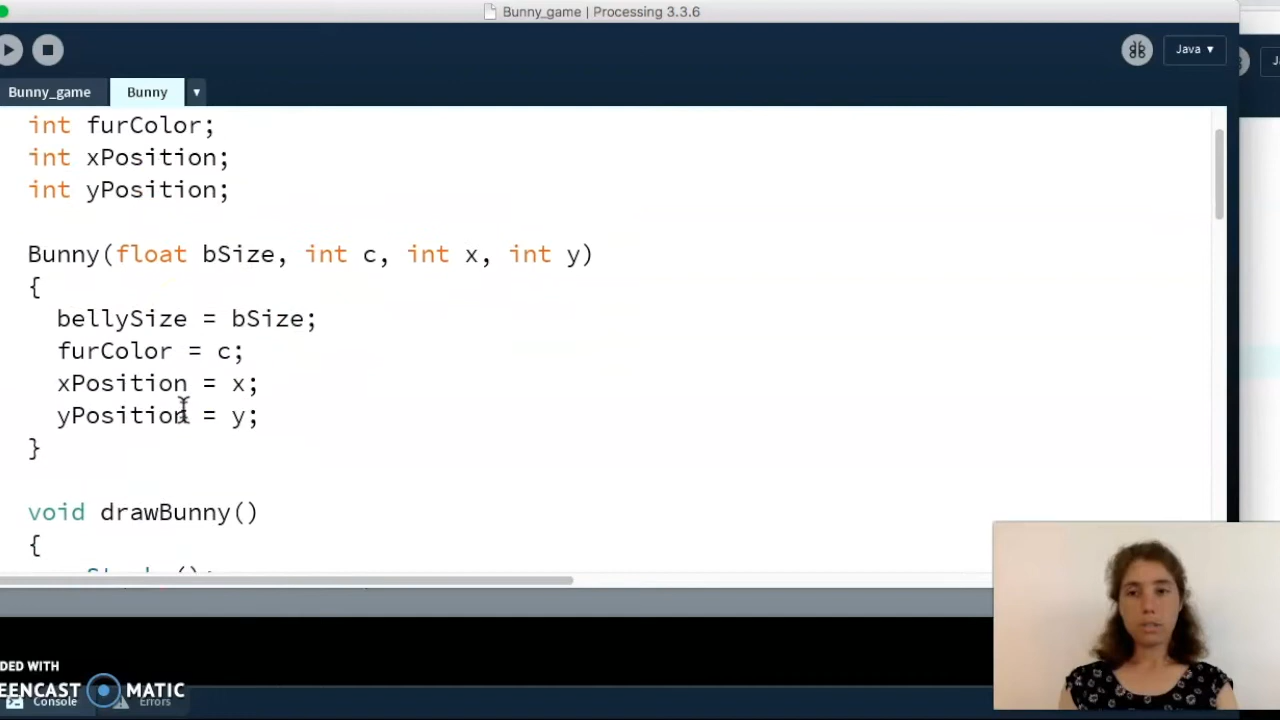 Bunny_game | Processing 3.3.6
Java ▾
Bunny_game
Bunny
▾
int furColor;
int xPosition;
int yPosition;
Bunny(float bSize, int c, int x, int y)
{
bellySize = bSize;
furColor = c;
xPosition = x;
yPosition = y;
}
void drawBunny()
{
DED WITH
EENCAST MATIC
Console
Errors